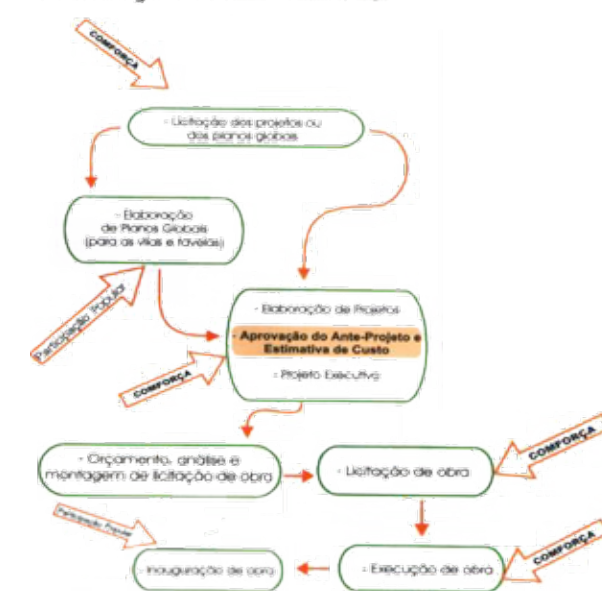 COMFORÇA
- Licitação dos projetos ou
dos planos globais
- Elaboração
de Planos Globais
(para as vilas e favelas)
Participação Popular
- Elaboração de Projetos
- Aprovação do Ante-Projeto e
Estimativa de Custo
- Projeto Executivo
COMFORÇA
- Orçamento, análise e
montagem de licitação de obra
- Licitação de obra
COMFORÇA
Participação Popular
- Inauguração de obra
- Execução de obra
COMFORÇA